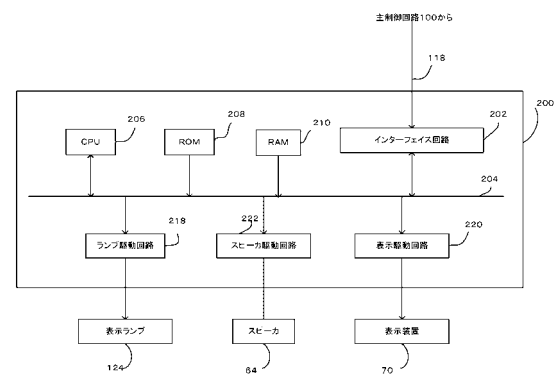 主制御回路100から
118
200
206
208
210
202
CPU
ROM
RAM
インターフェイス回路
204
218
222
220
ランプ駆動回路
スピーカ駆動回路
表示駆動回路
表示ランプ
スピーカ
表示装置
124
64
70